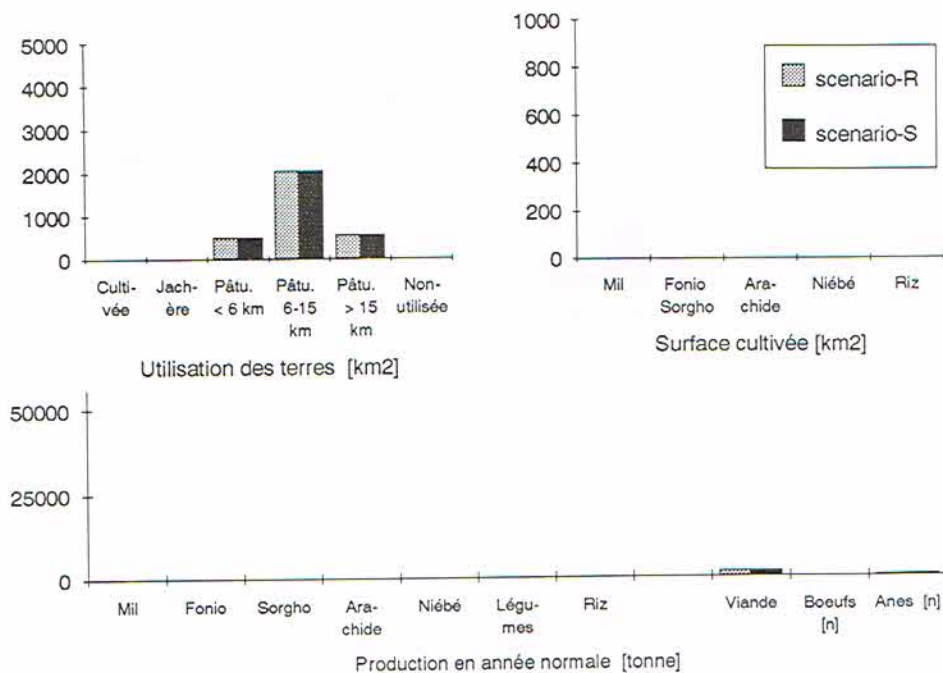 5000
4000
3000
2000
1000
0
Culti-
vée
Jach-
ère
Pâtu.
< 6 km
Pâtu.
6-15
km
Pâtu.
> 15
km
Non-
utilisée
Utilisation des terres [km2]
1000
800
600
400
200
0
scenario-R
scenario-S
Mil
Fonio
Sorgho
Ara-
chide
Niébé
Riz
Surface cultivée [km2]
50000
25000
0
Mil
Fonio
Sorgho
Ara-
chide
Niébé
Légu-
mes
Riz
Viande
Boeufs
[n]
Anes [n]
Production en année normale [tonne]